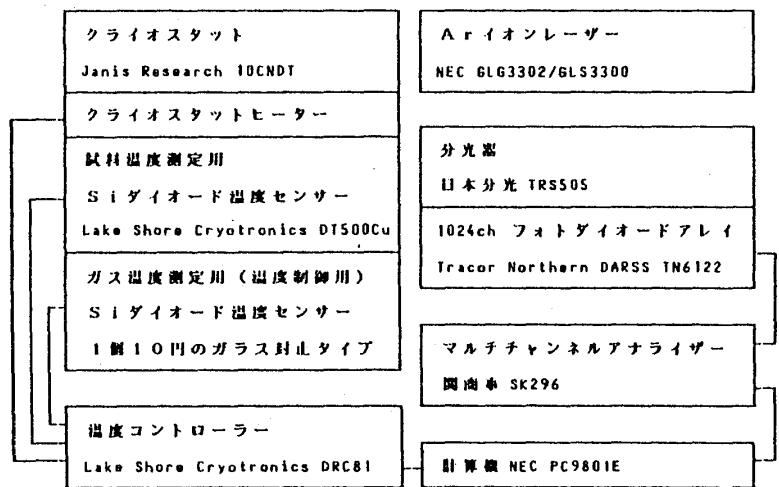 クライオスタット
Janis Research 10CNDT
クライオスタットヒーター
試料温度測定用
Siダイオード温度センサー
Lake Shore Cryotronics DT500Cu
ガス温度測定用(温度制御用)
Siダイオード温度センサー
1個10円のガラス封止タイプ
温度コントローラー
Lake Shore Cryotronics DRC81
Arイオンレーザー
NEC GLG3302/GLS3300
分光器
日本分光 TRS505
1024ch フォトダイオードアレイ
Tracor Northern DARSS TN6122
マルチチャンネルアナライザー
SK296
計算機 NEC PC9801E